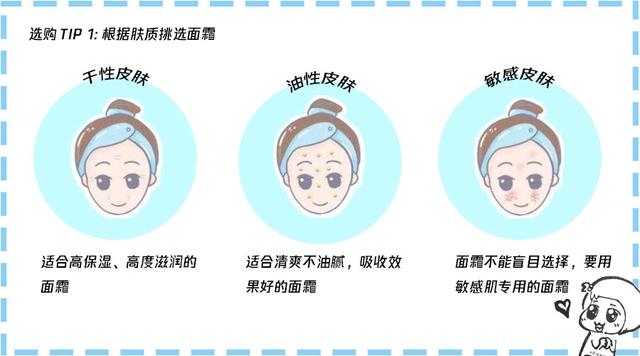 选购TIP 1: 根据肤质挑选面霜
干性皮肤
油性皮肤
敏感皮肤
适合高保湿、高度滋润的
面霜
适合清爽不油腻，吸收效
果好的面霜
面霜不能盲目选择，要用
敏感肌专用的面霜